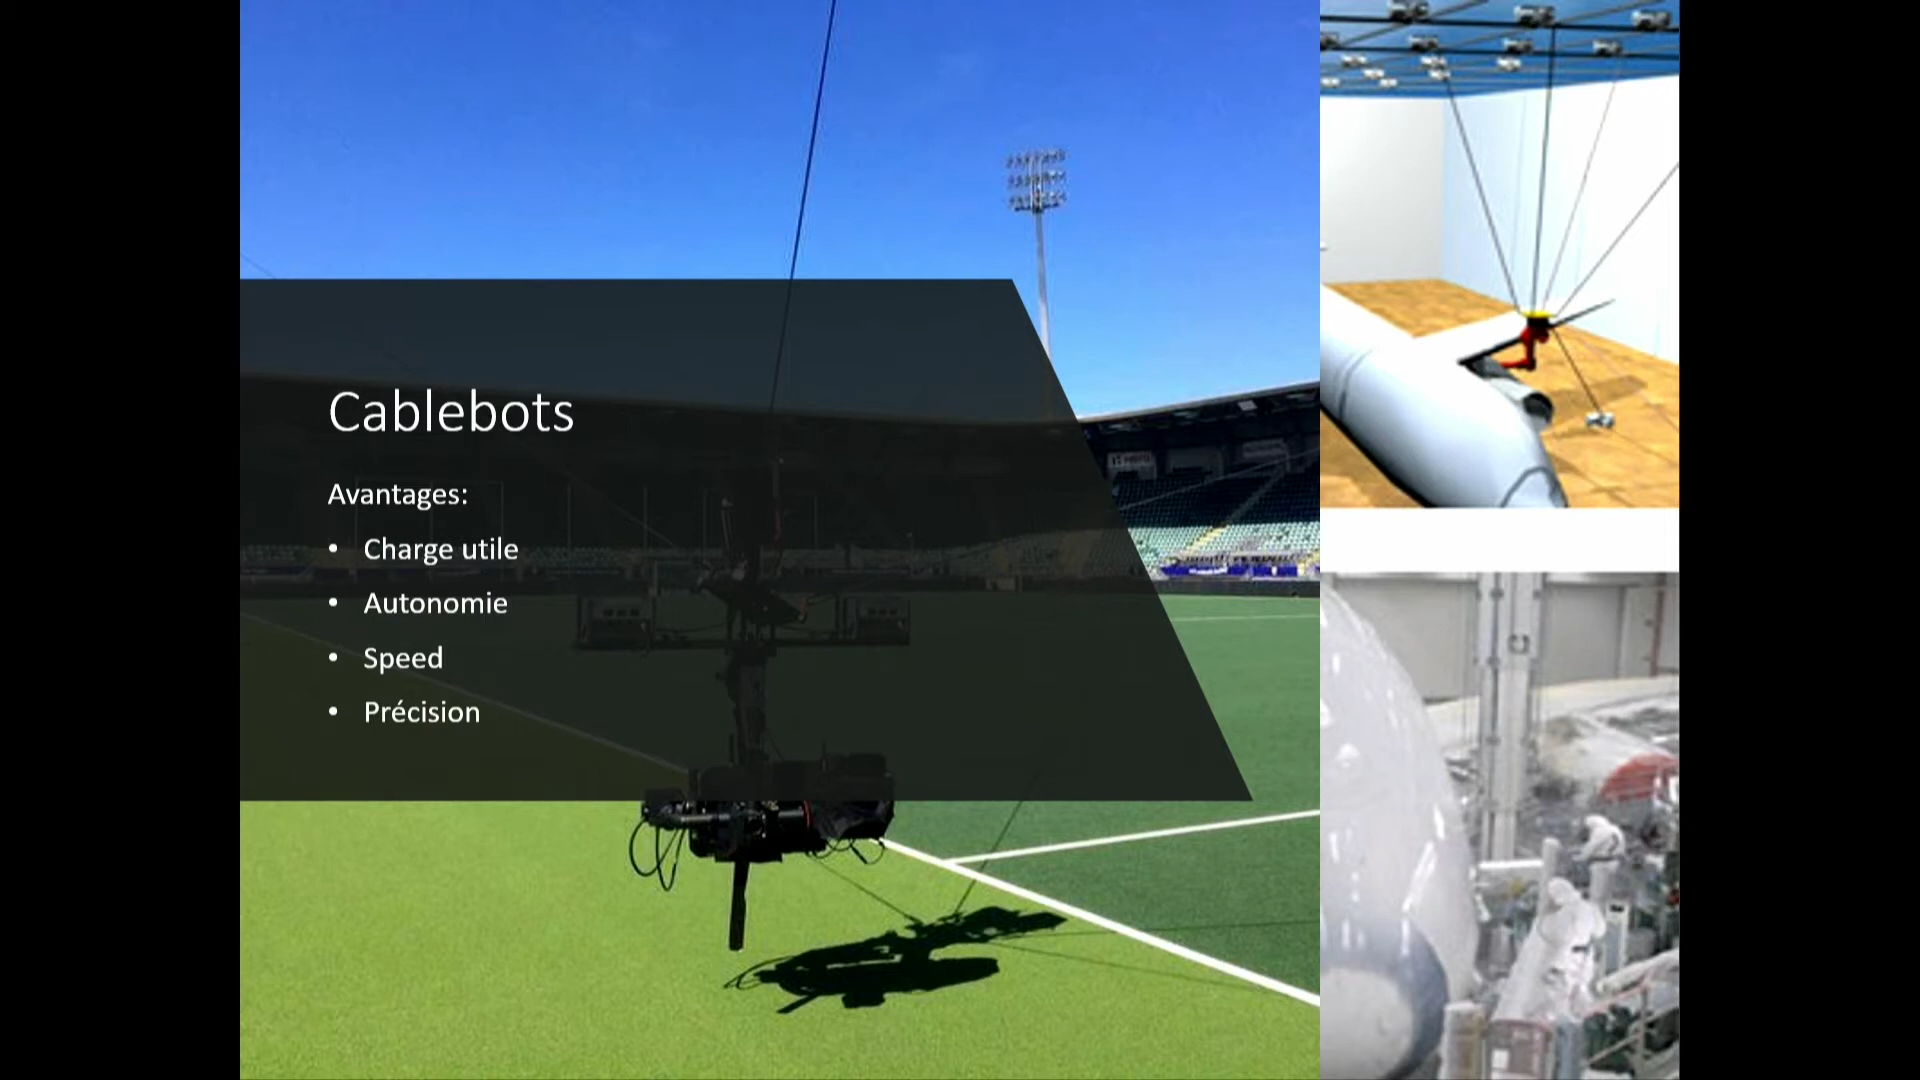 Cablebots
Avantages:
• Charge utile
• Autonomie
• Speed
• Précision